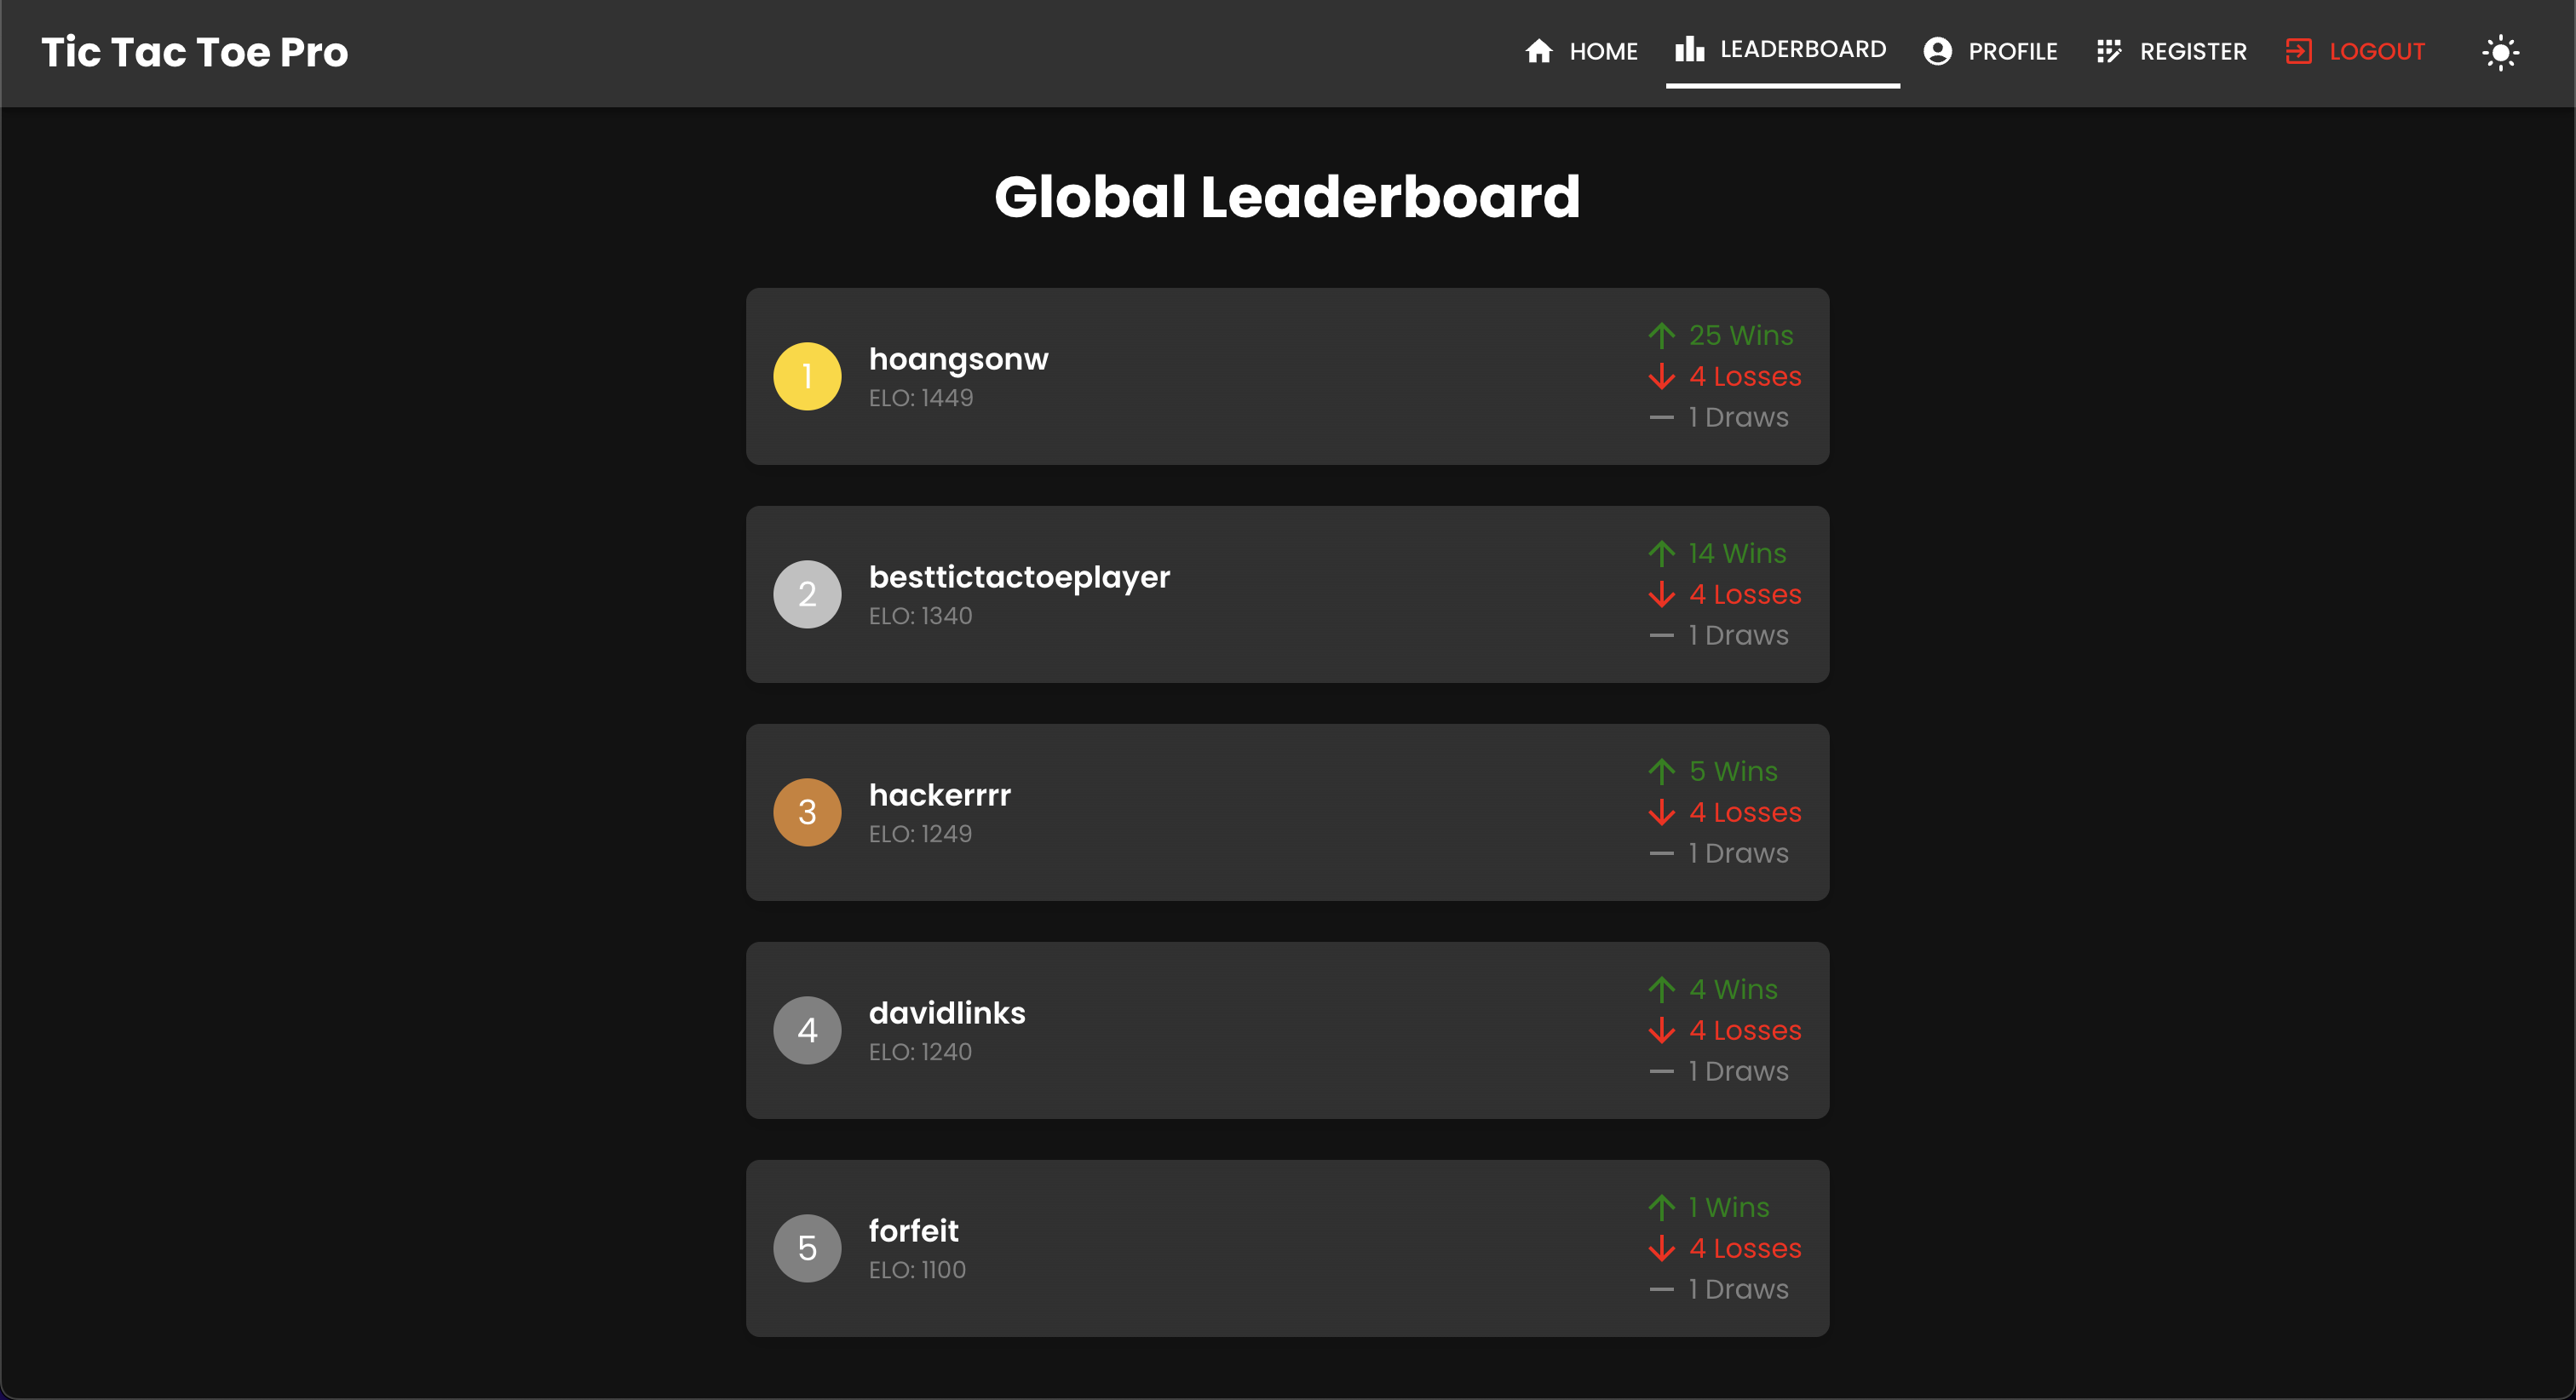 Tic Tac Toe Pro
HOME
LEADERBOARD
PROFILE
REGISTER
LOGOUT
Global Leaderboard
1
hoangsonw
ELO: 1449
25 Wins
4 Losses
1 Draws
2
besttictactoeplayer
ELO: 1340
14 Wins
4 Losses
1 Draws
3
hackerrrr
ELO: 1249
5 Wins
4 Losses
1 Draws
4
davidlinks
ELO: 1240
4 Wins
4 Losses
1 Draws
5
forfeit
ELO: 1100
1 Wins
4 Losses
1 Draws